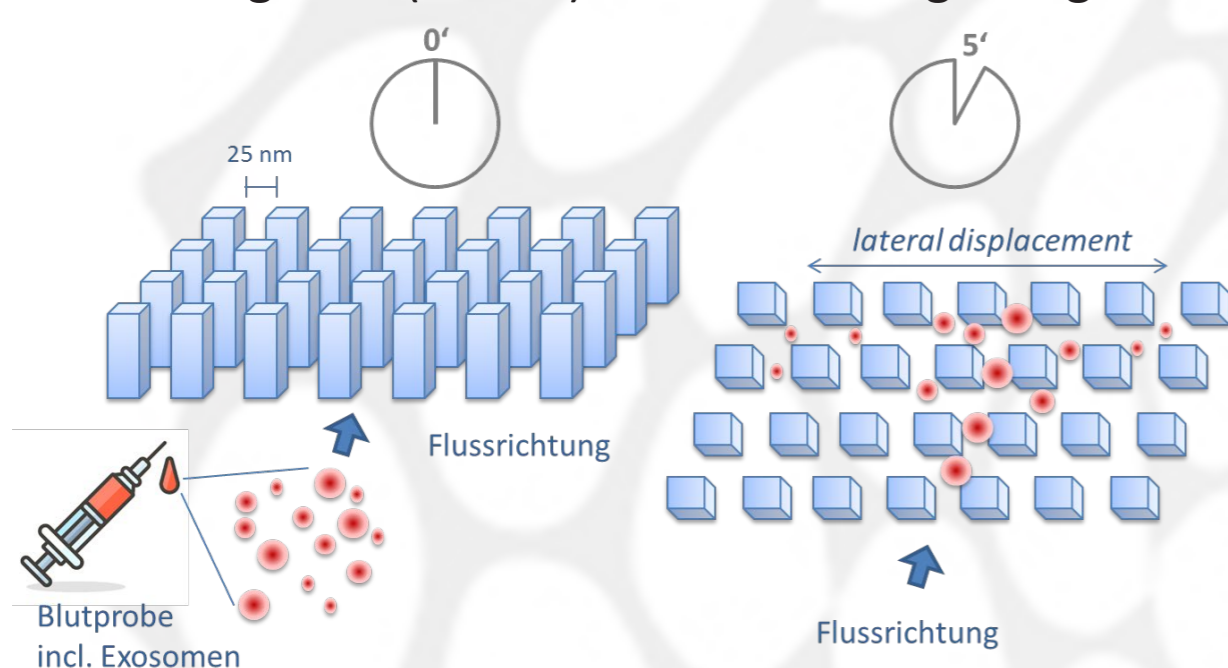 0‘
5‘
25 nm
lateral displacement
Flussrichtung
Blutprobe
incl. Exosomen
Flussrichtung